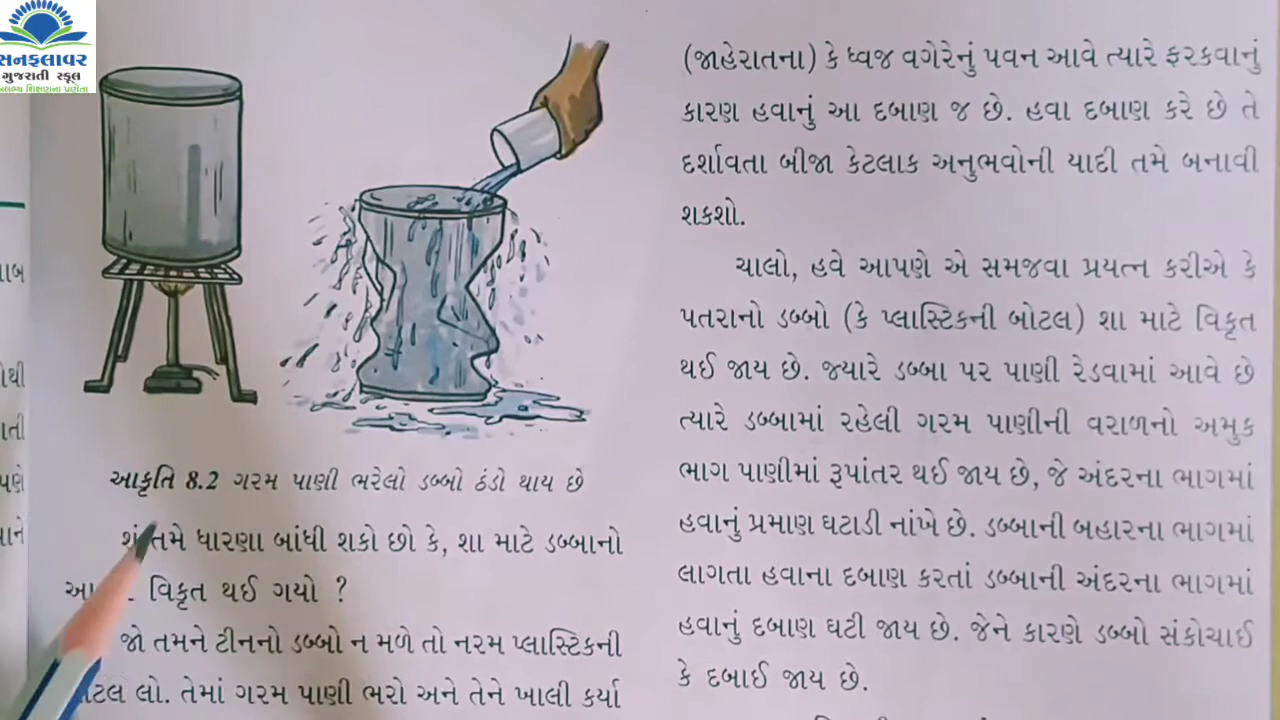 સનફલાવર
ગુજરાતી સ્કૂલ
આકૃતિ 8.2 ગરમ પાણી ભરેલો ડબ્બો ઠંડો થાય છે
તમે ધારણા બાંધી શકો છો કે, શા માટે ડબ્બાનો
વિકૃત થઈ ગયો ?
જો તમને ટીનનો ડબ્બો ન મળે તો નરમ પ્લાસ્ટિકની
લો. તેમાં ગરમ પાણી ભરો અને તેને ખાલી કર્યા
(જાહેરાતના) કે ધ્વજ વગેરેનું પવન આવે ત્યારે ફરકવાનું
કારણ હવાનું આ દબાણ જ છે. હવા દબાણ કરે છે તે
દર્શાવતા બીજા કેટલાક અનુભવોની યાદી તમે બનાવી
શકશો.
ચાલો, હવે આપણે એ સમજવા પ્રયત્ન કરીએ કે
પતરાનો ડબ્બો (કે પ્લાસ્ટિકની બોટલ) શા માટે વિકૃત
થઈ જાય છે. જ્યારે ડબ્બા પર પાણી રેડવામાં આવે છે
ત્યારે ડબ્બામાં રહેલી ગરમ પાણીની વરાળનો અમુક
ભાગ પાણીમાં રૂપાંતર થઈ જાય છે, જે અંદરના ભાગમાં
હવાનું પ્રમાણ ઘટાડી નાંખે છે. ડબ્બાની બહારના ભાગમાં
લાગતા હવાના દબાણ કરતાં ડબ્બાની અંદરના ભાગમાં
હવાનું દબાણ ઘટી જાય છે. જેને કારણે ડબ્બો સંકોચાઈ
કે દબાઈ જાય છે.